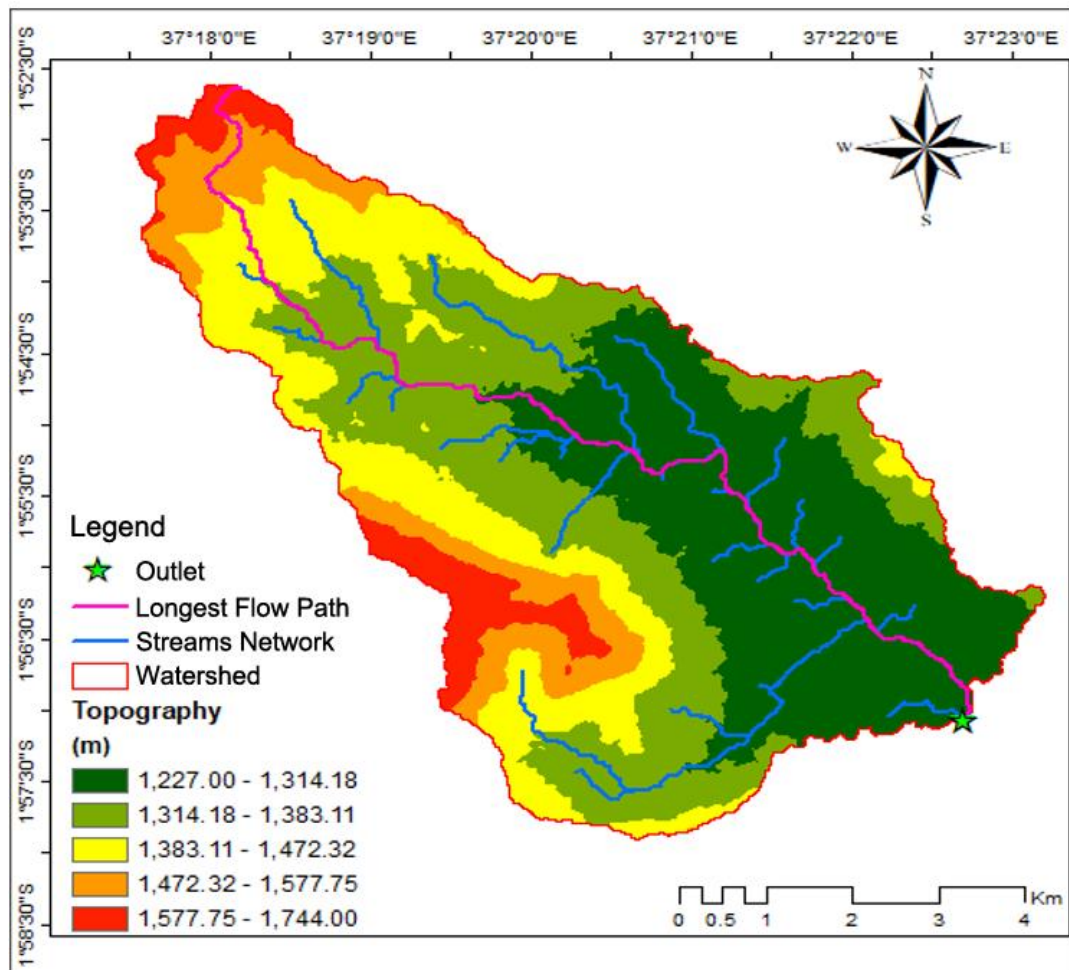 37°18'0"E 37°19'0"E 37°20'0"E 37°21'0"E 37°22'0"E 37°23'0"E
1°52'30"S
1°53'30"S
1°54'30"S
1°55'30"S
1°56'30"S
1°57'30"S
1°58'30"S
N
W E
S
Legend
Outlet
Longest Flow Path
Streams Network
Watershed
Topography
(m)
1,227.00 - 1,314.18
1,314.18 - 1,383.11
1,383.11 - 1,472.32
1,472.32 - 1,577.75
1,577.75 - 1,744.00
Km
0 0.5 1 2 3 4